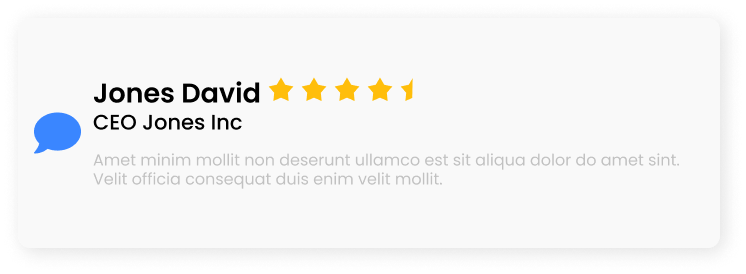 Jones David
CEO Jones Inc
Amet minim mollit non deserunt ullamco est sit aliqua dolor do amet sint.
Velit officia consequat duis enim velit mollit.